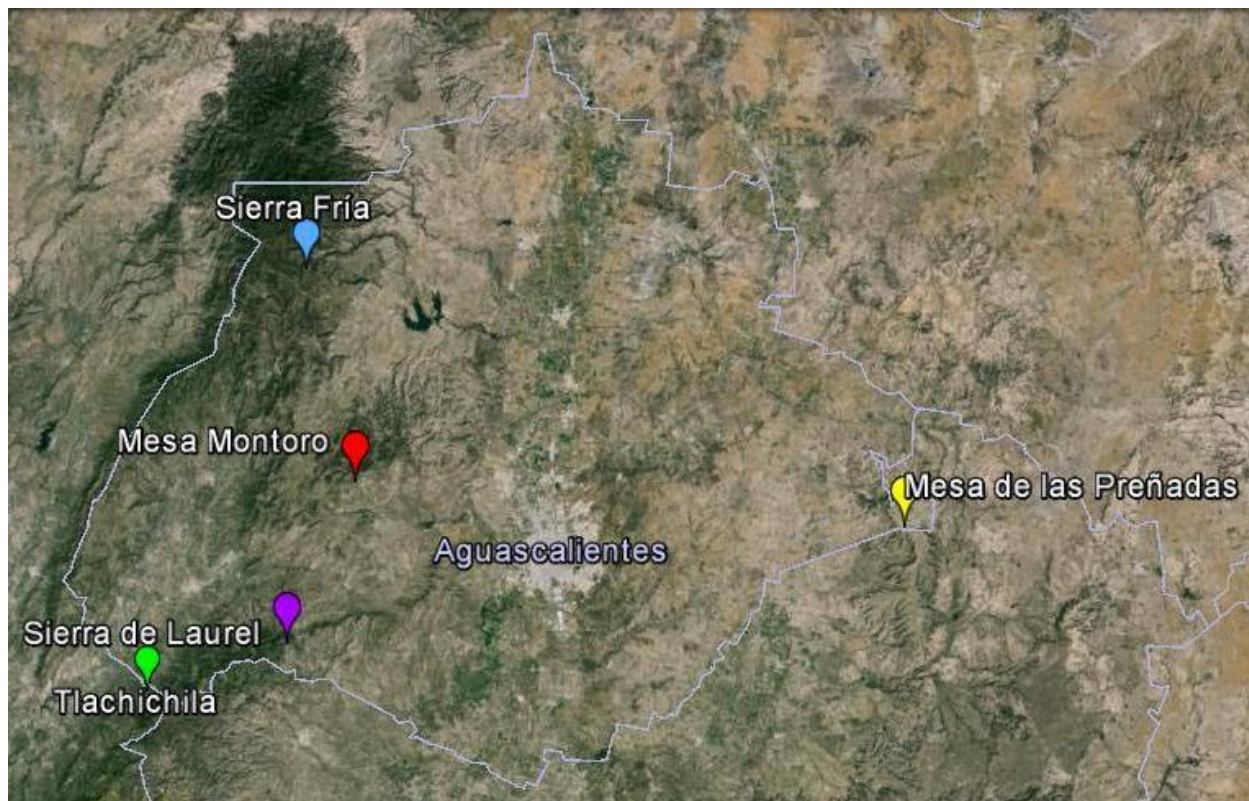 Sierra Fría
Mesa Montoro
Mesa de las Preñadas
Aguascalientes
Sierra de Laurel
Tlachichila